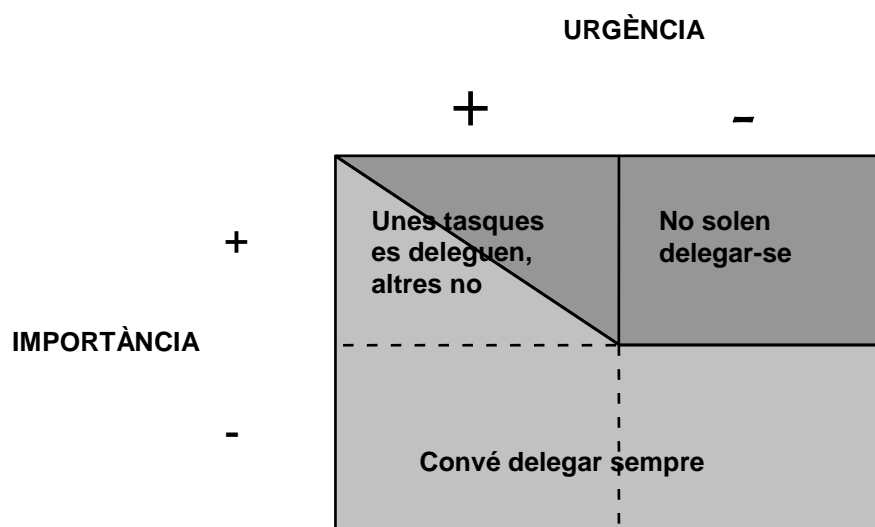 URGÈNCIA
+ -
+
Unes tasques
es deleguen,
altres no
No solen
delegar-se
IMPORTÀNCIA
-
Convé delegar sempre